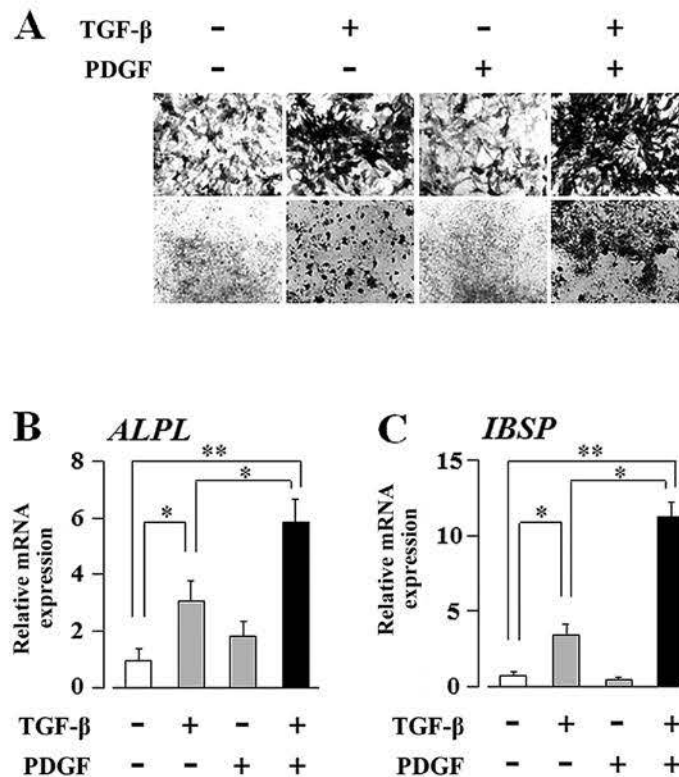 A
TGF-β - + - +
PDGF - - + +
B ALPL
Relative mRNA expression
8
6
4
2
0
** 
*
*
TGF-β - + - +
PDGF - - + +
C IBSP
Relative mRNA expression
15
10
5
0
**
*
*
TGF-β - + - +
PDGF - - + +